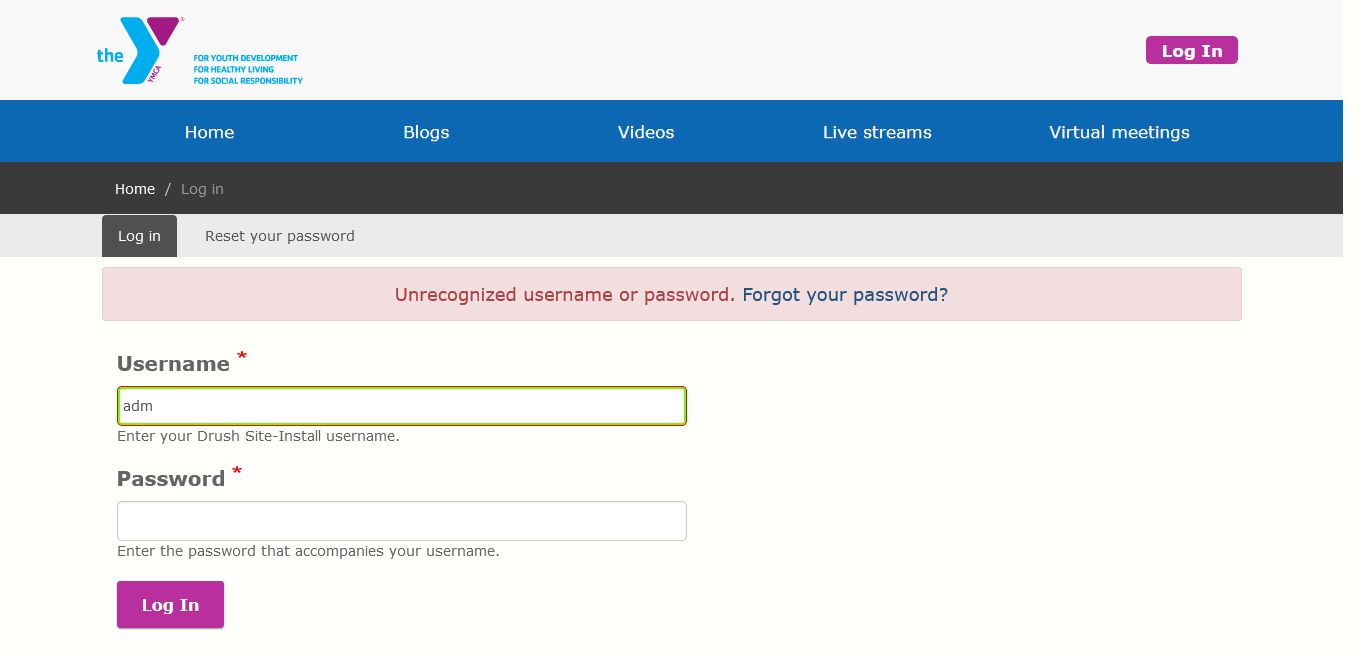 the
YMCA
®
FOR YOUTH DEVELOPMENT
FOR HEALTHY LIVING
FOR SOCIAL RESPONSIBILITY
Log In
Home Blogs Videos Live streams Virtual meetings
Home / Log in
Log in Reset your password
Unrecognized username or password. Forgot your password?
Username *
adm
Enter your Drush Site-Install username.
Password *
Enter the password that accompanies your username.
Log In